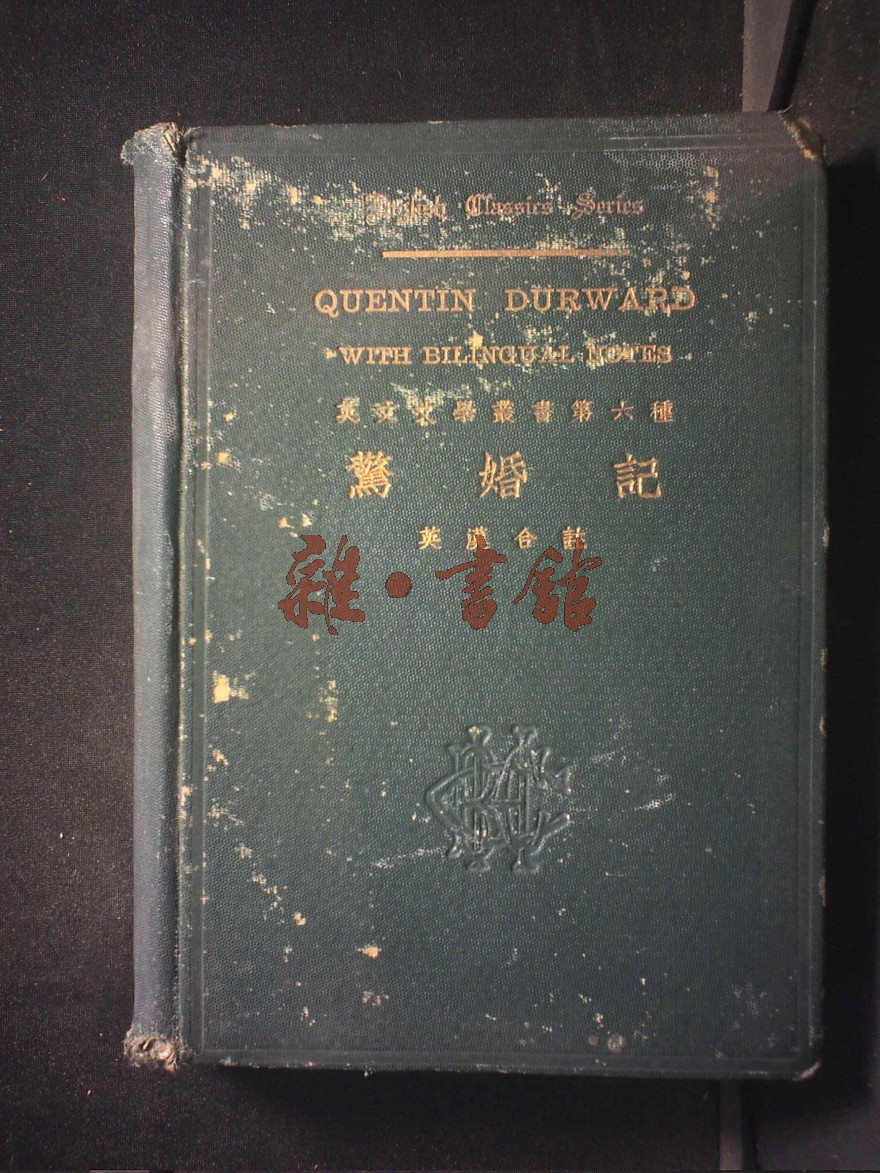 English Classics Series
QUENTIN DURWARD
WITH BILINGUAL NOTES
英文文學叢書第六種
驚婚記
英漢合註
雜·書館